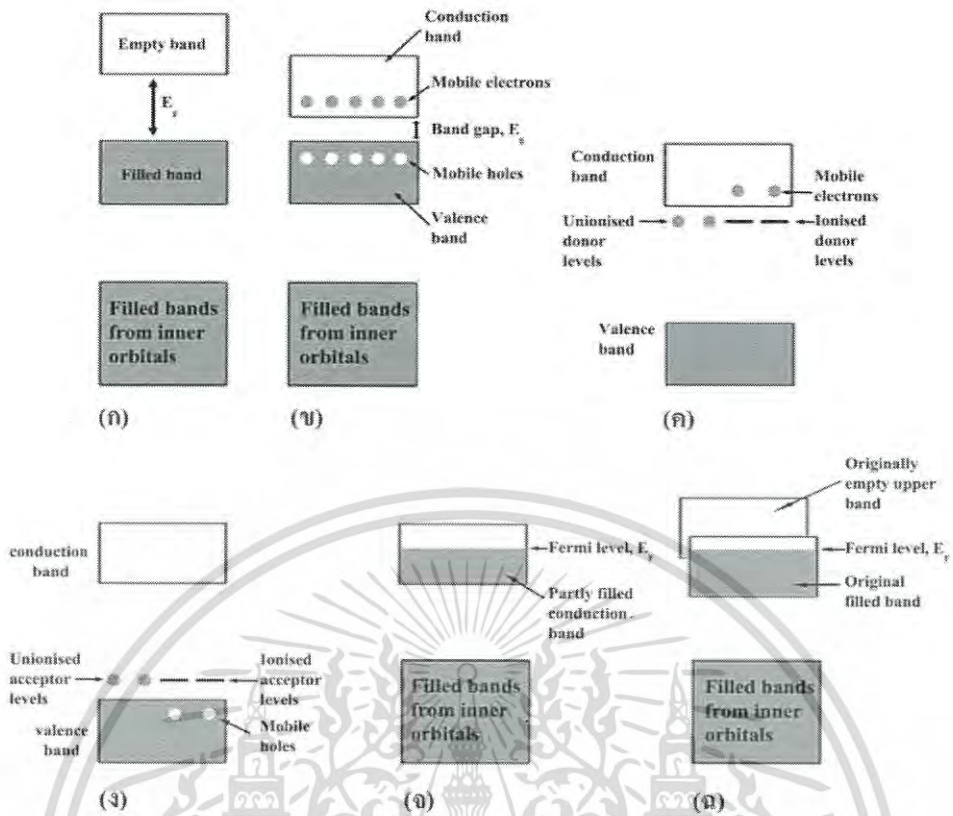 Empty band
E g
Filled band
Filled bands
from inner
orbitals
(ก)
Conduction
band
Mobile electrons
Band gap, E g
Mobile holes
Valence
band
Filled bands
from inner
orbitals
(ข)
Conduction
band
Mobile
electrons
Unionised
donor
levels
Ionised
donor
levels
Valence
band
(ค)
conduction
band
Unionised
acceptor
levels
Ionised
acceptor
levels
valence
band
Mobile
holes
(ง)
Fermi level, E F
Partly filled
conduction
band
Filled bands
from inner
orbitals
(จ)
Originally
empty upper
band
Fermi level, E F
Original
filled band
Filled bands
from inner
orbitals
(ฉ)